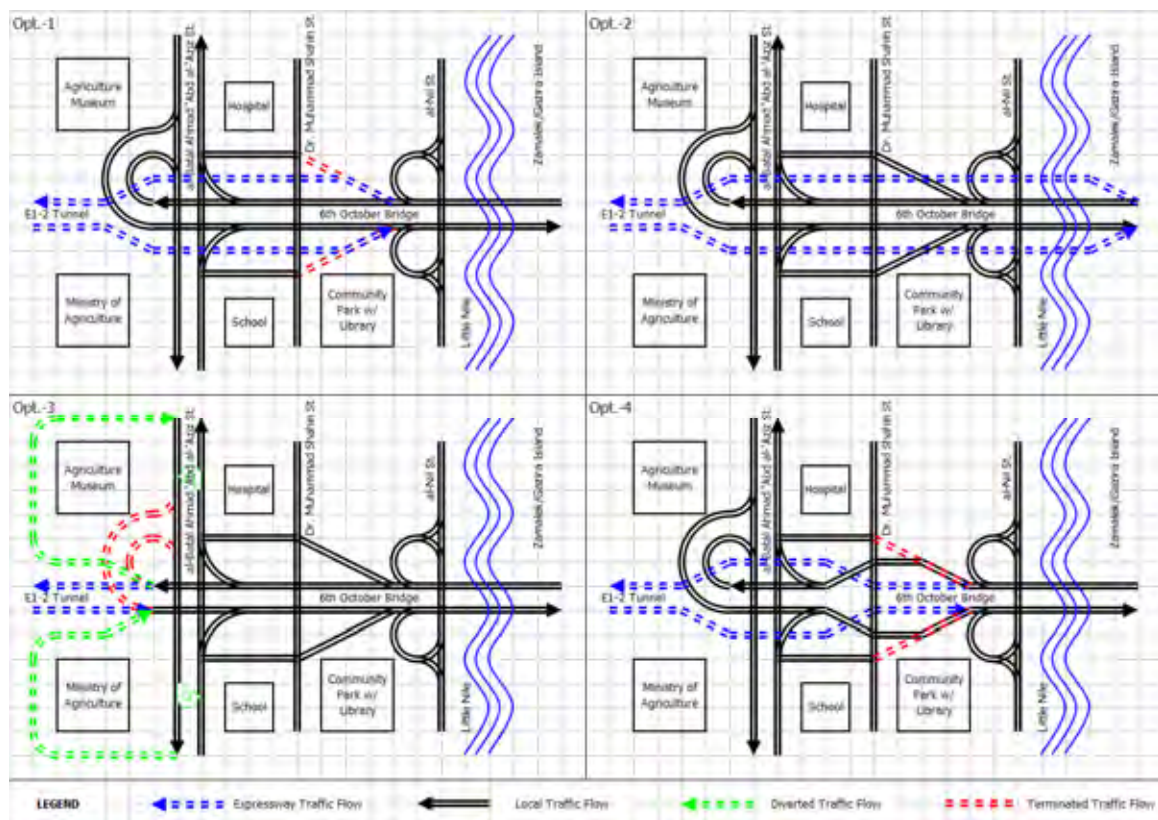 Opt.-1
al-Batal Ahmad 'Abd al-'Aziz St.
Dr. Muhammad Shahin St.
Agriculture
Museum
Hospital
al-Nil St.
Zamalek/Gazira Island
E1-2 Tunnel
6th October Bridge
Ministry of
Agriculture
School
Community
Park w/
Library
Little Nile
Opt.-2
al-Batal Ahmad 'Abd al-'Aziz St.
Dr. Muhammad Shahin St.
Agriculture
Museum
Hospital
al-Nil St.
Zamalek/Gazira Island
E1-2 Tunnel
6th October Bridge
Ministry of
Agriculture
School
Community
Park w/
Library
Little Nile
Opt.-3
al-Batal Ahmad 'Abd al-'Aziz St.
Dr. Muhammad Shahin St.
Agriculture
Museum
Hospital
al-Nil St.
Zamalek/Gazira Island
E1-2 Tunnel
6th October Bridge
Ministry of
Agriculture
School
Community
Park w/
Library
Little Nile
Opt.-4
al-Batal Ahmad 'Abd al-'Aziz St.
Dr. Muhammad Shahin St.
Agriculture
Museum
Hospital
al-Nil St.
Zamalek/Gazira Island
E1-2 Tunnel
6th October Bridge
Ministry of
Agriculture
School
Community
Park w/
Library
Little Nile
LEGEND
Expressway Traffic Flow
Local Traffic Flow
Diverted Traffic Flow
Terminated Traffic Flow